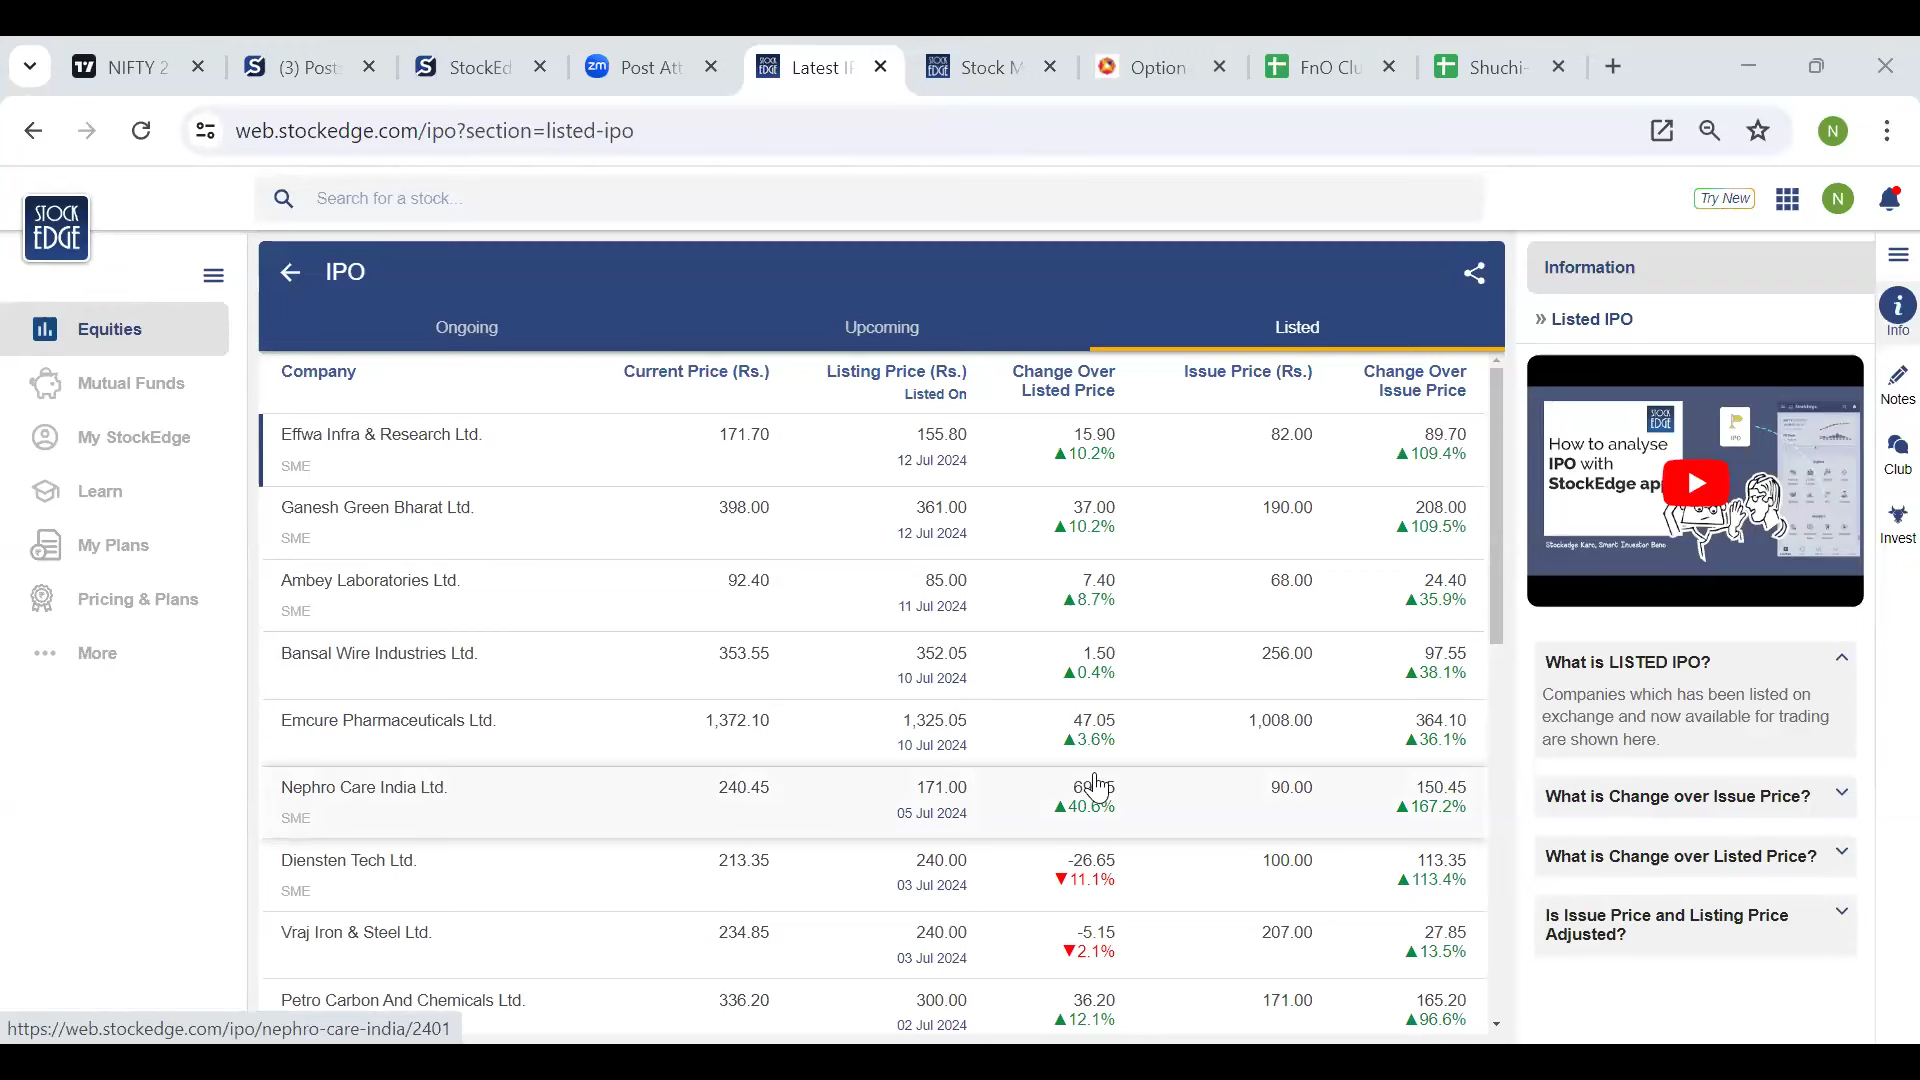 NIFTY 2
(3) Posts
StockEd
Post Att
Latest IF
Stock M
Option
FnO Clu
Shuchi-
web.stockedge.com/ipo?section=listed-ipo
N
STOCK
EDGE
Search for a stock...
Try New
N
Equities
Mutual Funds
My StockEdge
Learn
My Plans
Pricing & Plans
More
IPO
Ongoing
Upcoming
Listed
Company
Current Price (Rs.)
Listing Price (Rs.)
Listed On
Change Over
Listed Price
Issue Price (Rs.)
Change Over
Issue Price
Effwa Infra & Research Ltd. 171.70 155.80 15.90 82.00 89.70
SME 12 Jul 2024 ▲10.2% ▲109.4%
Ganesh Green Bharat Ltd. 398.00 361.00 37.00 190.00 208.00
SME 12 Jul 2024 ▲10.2% ▲109.5%
Ambey Laboratories Ltd. 92.40 85.00 7.40 68.00 24.40
SME 11 Jul 2024 ▲8.7% ▲35.9%
Bansal Wire Industries Ltd. 353.55 352.05 1.50 256.00 97.55
10 Jul 2024 ▲0.4% ▲38.1%
Emcure Pharmaceuticals Ltd. 1,372.10 1,325.05 47.05 1,008.00 364.10
10 Jul 2024 ▲3.6% ▲36.1%
Nephro Care India Ltd. 240.45 171.00 90.00 150.45
SME 05 Jul 2024 ▲40.6% ▲167.2%
Diensten Tech Ltd. 213.35 240.00 -26.65 100.00 113.35
SME 03 Jul 2024 ▼11.1% ▲113.4%
Vraj Iron & Steel Ltd. 234.85 240.00 -5.15 207.00 27.85
03 Jul 2024 ▼2.1% ▲13.5%
Petro Carbon And Chemicals Ltd. 336.20 300.00 36.20 171.00 165.20
02 Jul 2024 ▲12.1% ▲96.6%
Information
» Listed IPO
STOCK
EDGE
IPO
How to analyse
IPO with
StockEdge ap
Stockedge Karo, Smart Investor Bano
What is LISTED IPO?
Companies which has been listed on
exchange and now available for trading
are shown here.
What is Change over Issue Price?
What is Change over Listed Price?
Is Issue Price and Listing Price
Adjusted?
Info
Notes
Club
Invest
https://web.stockedge.com/ipo/nephro-care-india/2401